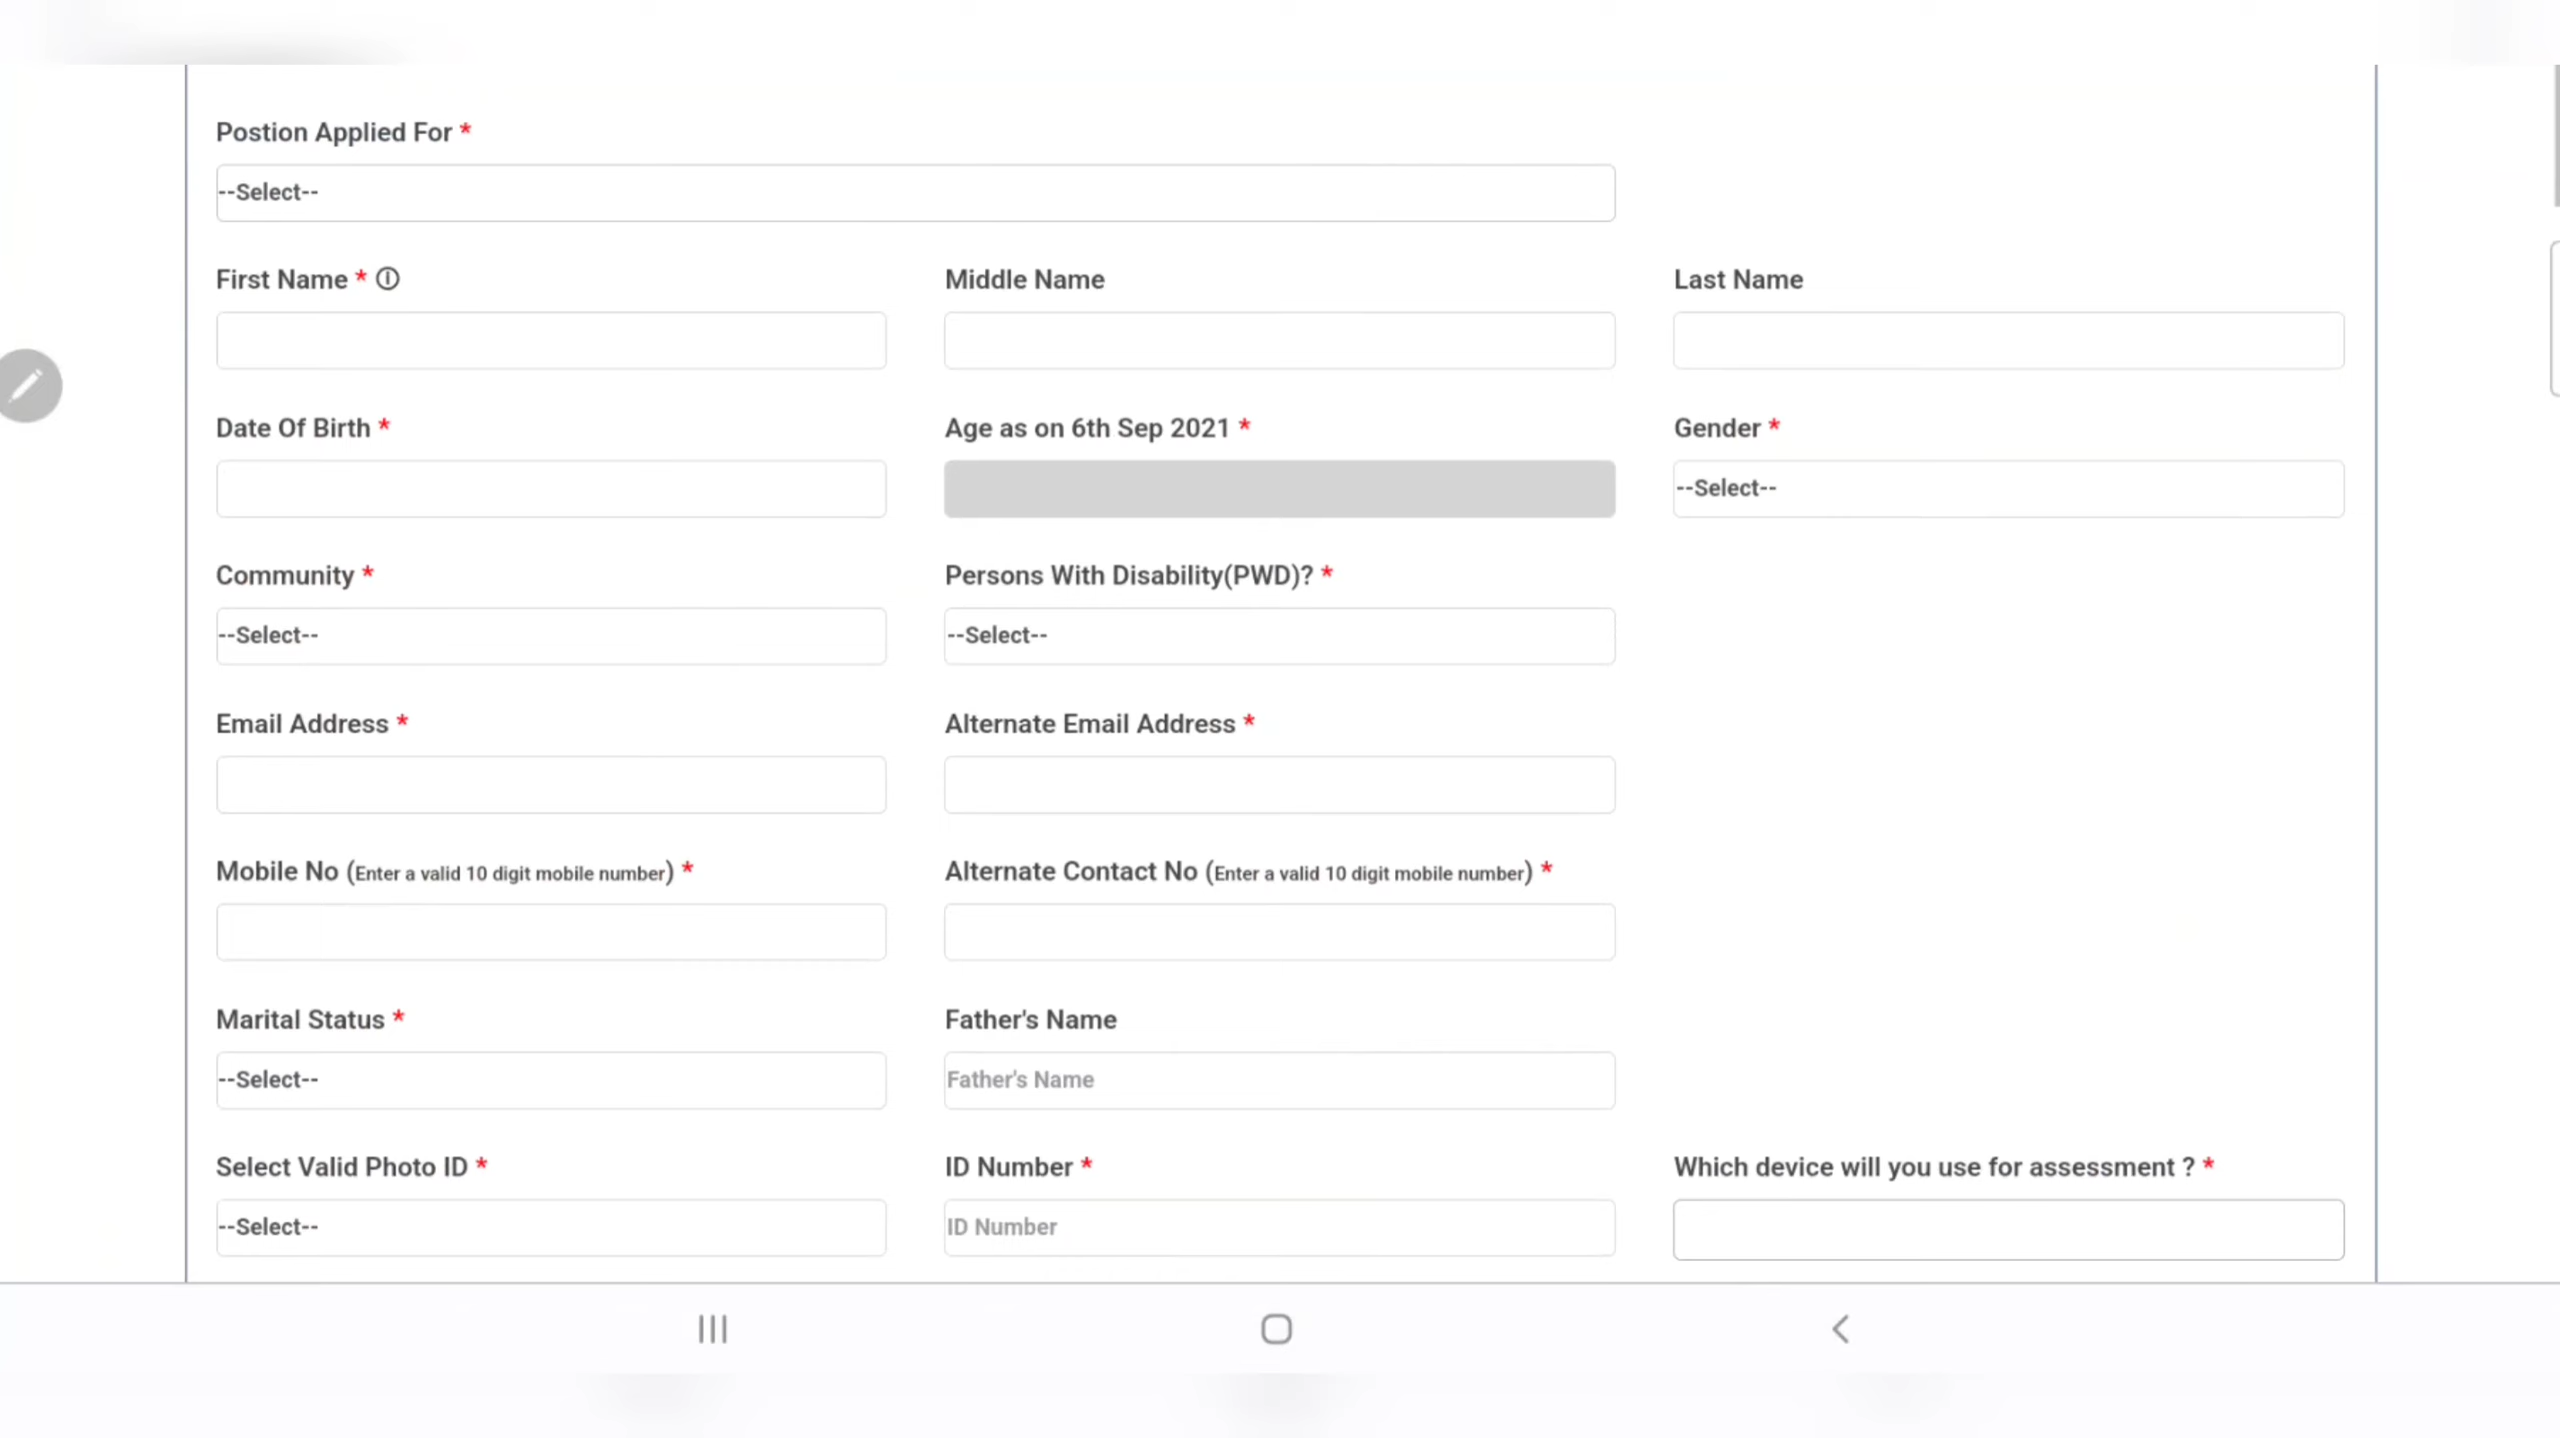 Postion Applied For *
--Select--
First Name * Middle Name Last Name
Date Of Birth * Age as on 6th Sep 2021 * Gender *
--Select--
Community * Persons With Disability(PWD)? *
--Select-- --Select--
Email Address * Alternate Email Address *
Mobile No (Enter a valid 10 digit mobile number) * Alternate Contact No (Enter a valid 10 digit mobile number) *
Marital Status * Father's Name
--Select-- Father's Name
Select Valid Photo ID * ID Number * Which device will you use for assessment ? *
--Select-- ID Number